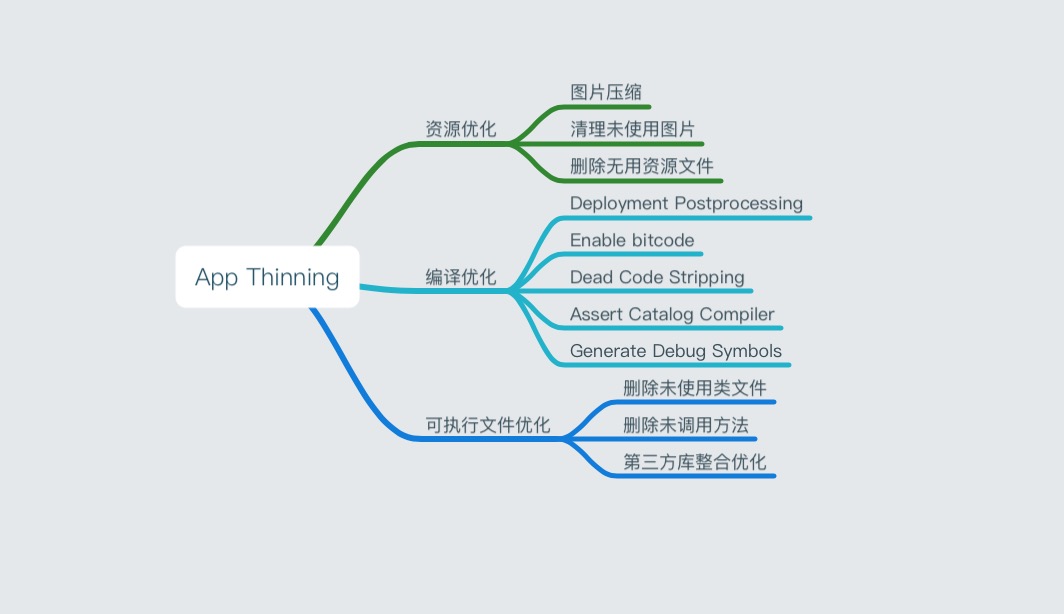 App Thinning
资源优化
图片压缩
清理未使用图片
删除无用资源文件
编译优化
Deployment Postprocessing
Enable bitcode
Dead Code Stripping
Assert Catalog Compiler
Generate Debug Symbols
可执行文件优化
删除未使用类文件
删除未调用方法
第三方库整合优化